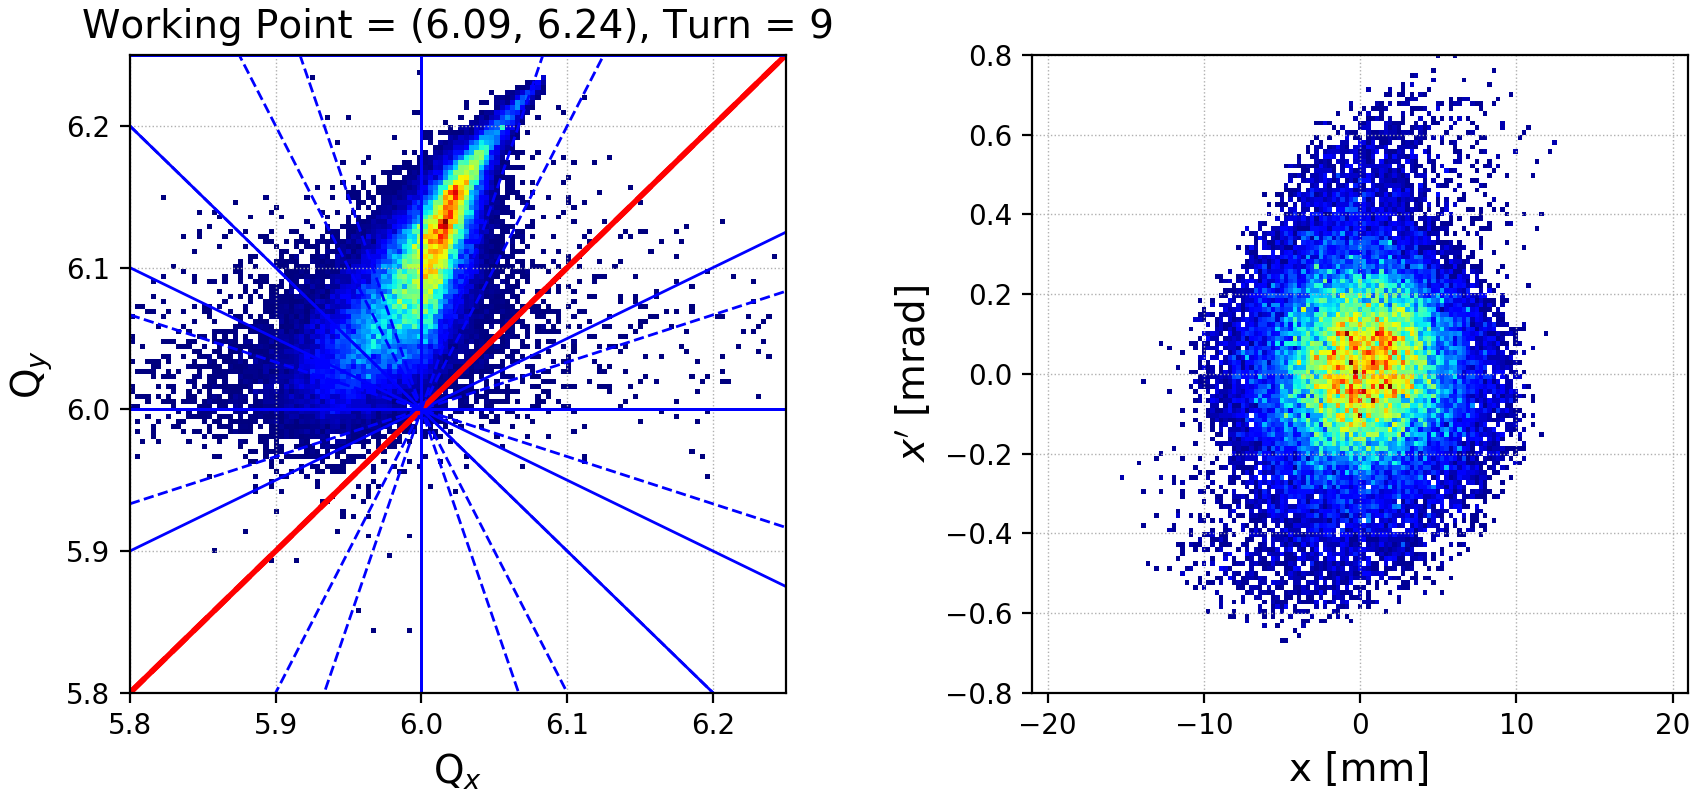 Working Point = (6.09, 6.24), Turn = 9
Q_y
6.2
6.1
6.0
5.9
5.8
5.8 5.9 6.0 6.1 6.2
Q_x
x′ [mrad]
0.8
0.6
0.4
0.2
0.0
−0.2
−0.4
−0.6
−0.8
−20 −10 0 10 20
x [mm]